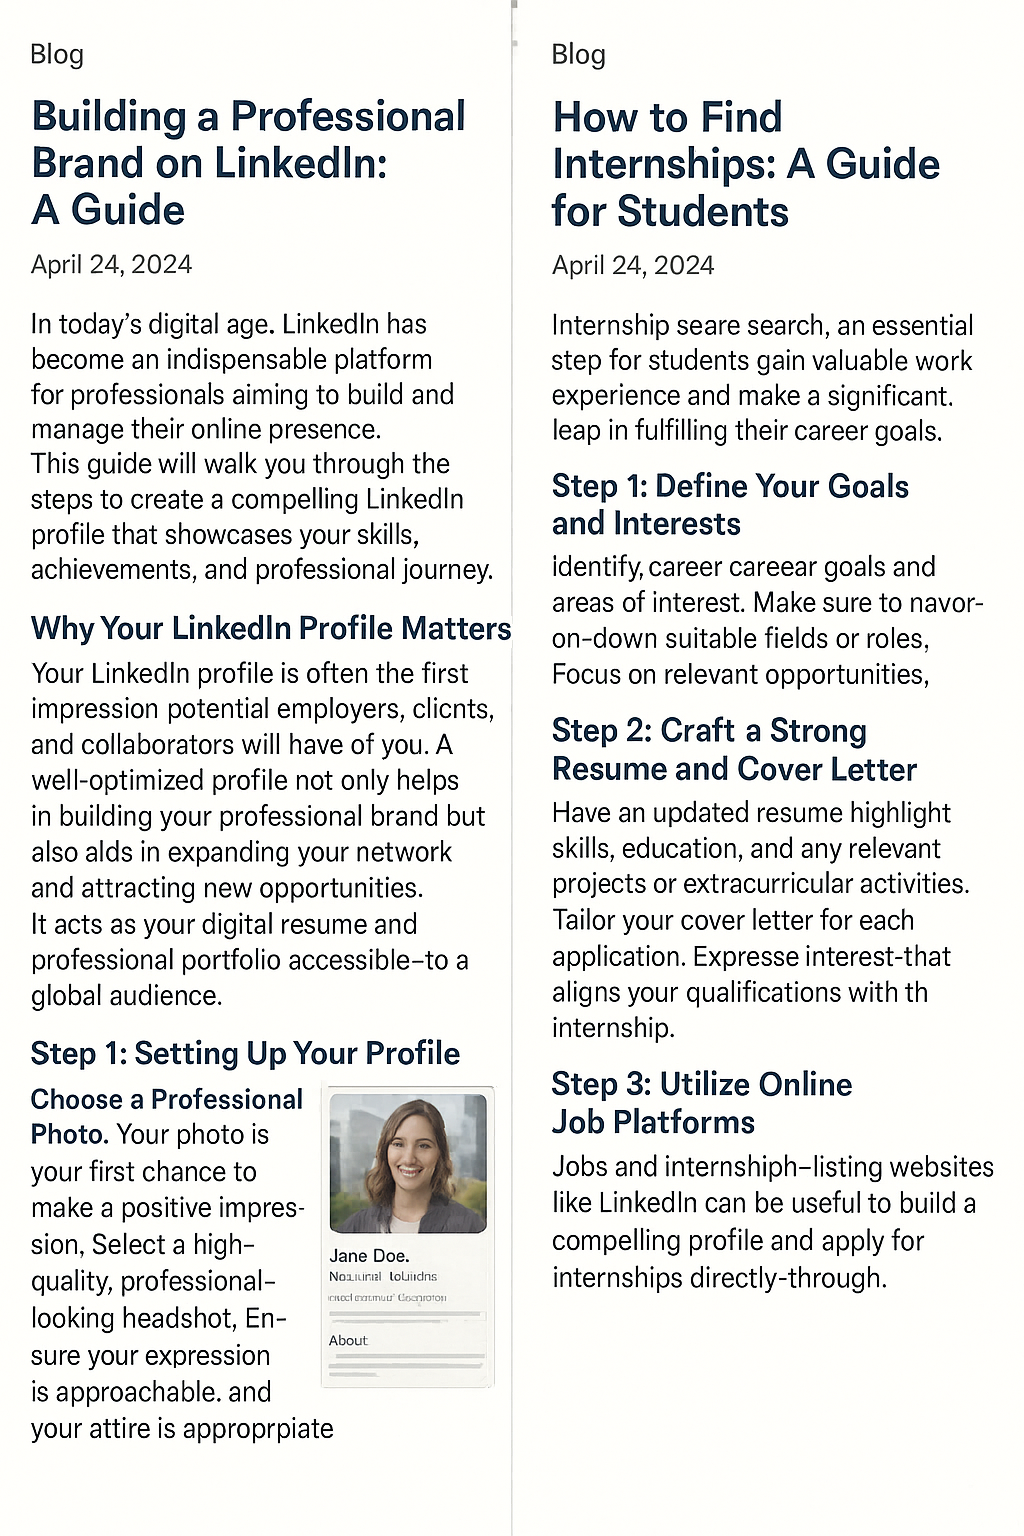 Blog
Building a Professional
Brand on LinkedIn:
A Guide
April 24, 2024
In today's digital age. LinkedIn has
become an indispensable platform
for professionals aiming to build and
manage their online presence.
This guide will walk you through the
steps to create a compelling LinkedIn
profile that showcases your skills,
achievements, and professional journey.
Why Your LinkedIn Profile Matters
Your LinkedIn profile is often the first
impression potential employers, clicnts,
and collaborators will have of you. A
well-optimized profile not only helps
in building your professional brand but
also alds in expanding your network
and attracting new opportunities.
It acts as your digital resume and
professional portfolio accessible–to a
global audience.
Step 1: Setting Up Your Profile
Choose a Professional
Photo. Your photo is
your first chance to
make a positive impres-
sion, Select a high–
quality, professional–
looking headshot, En–
sure your expression
is approachable. and
your attire is approprpiate
Jane Doe.
About
Blog
How to Find
Internships: A Guide
for Students
April 24, 2024
Internship seare search, an essential
step for students gain valuable work
experience and make a significant.
leap in fulfilling their career goals.
Step 1: Define Your Goals
and Interests
identify, career careear goals and
areas of interest. Make sure to navor-
on–down suitable fields or roles,
Focus on relevant opportunities,
Step 2: Craft a Strong
Resume and Cover Letter
Have an updated resume highlight
skills, education, and any relevant
projects or extracurricular activities.
Tailor your cover letter for each
application. Expresse interest-that
aligns your qualifications with th
internship.
Step 3: Utilize Online
Job Platforms
Jobs and internshiph–listing websites
like LinkedIn can be useful to build a
compelling profile and apply for
internships directly-through.